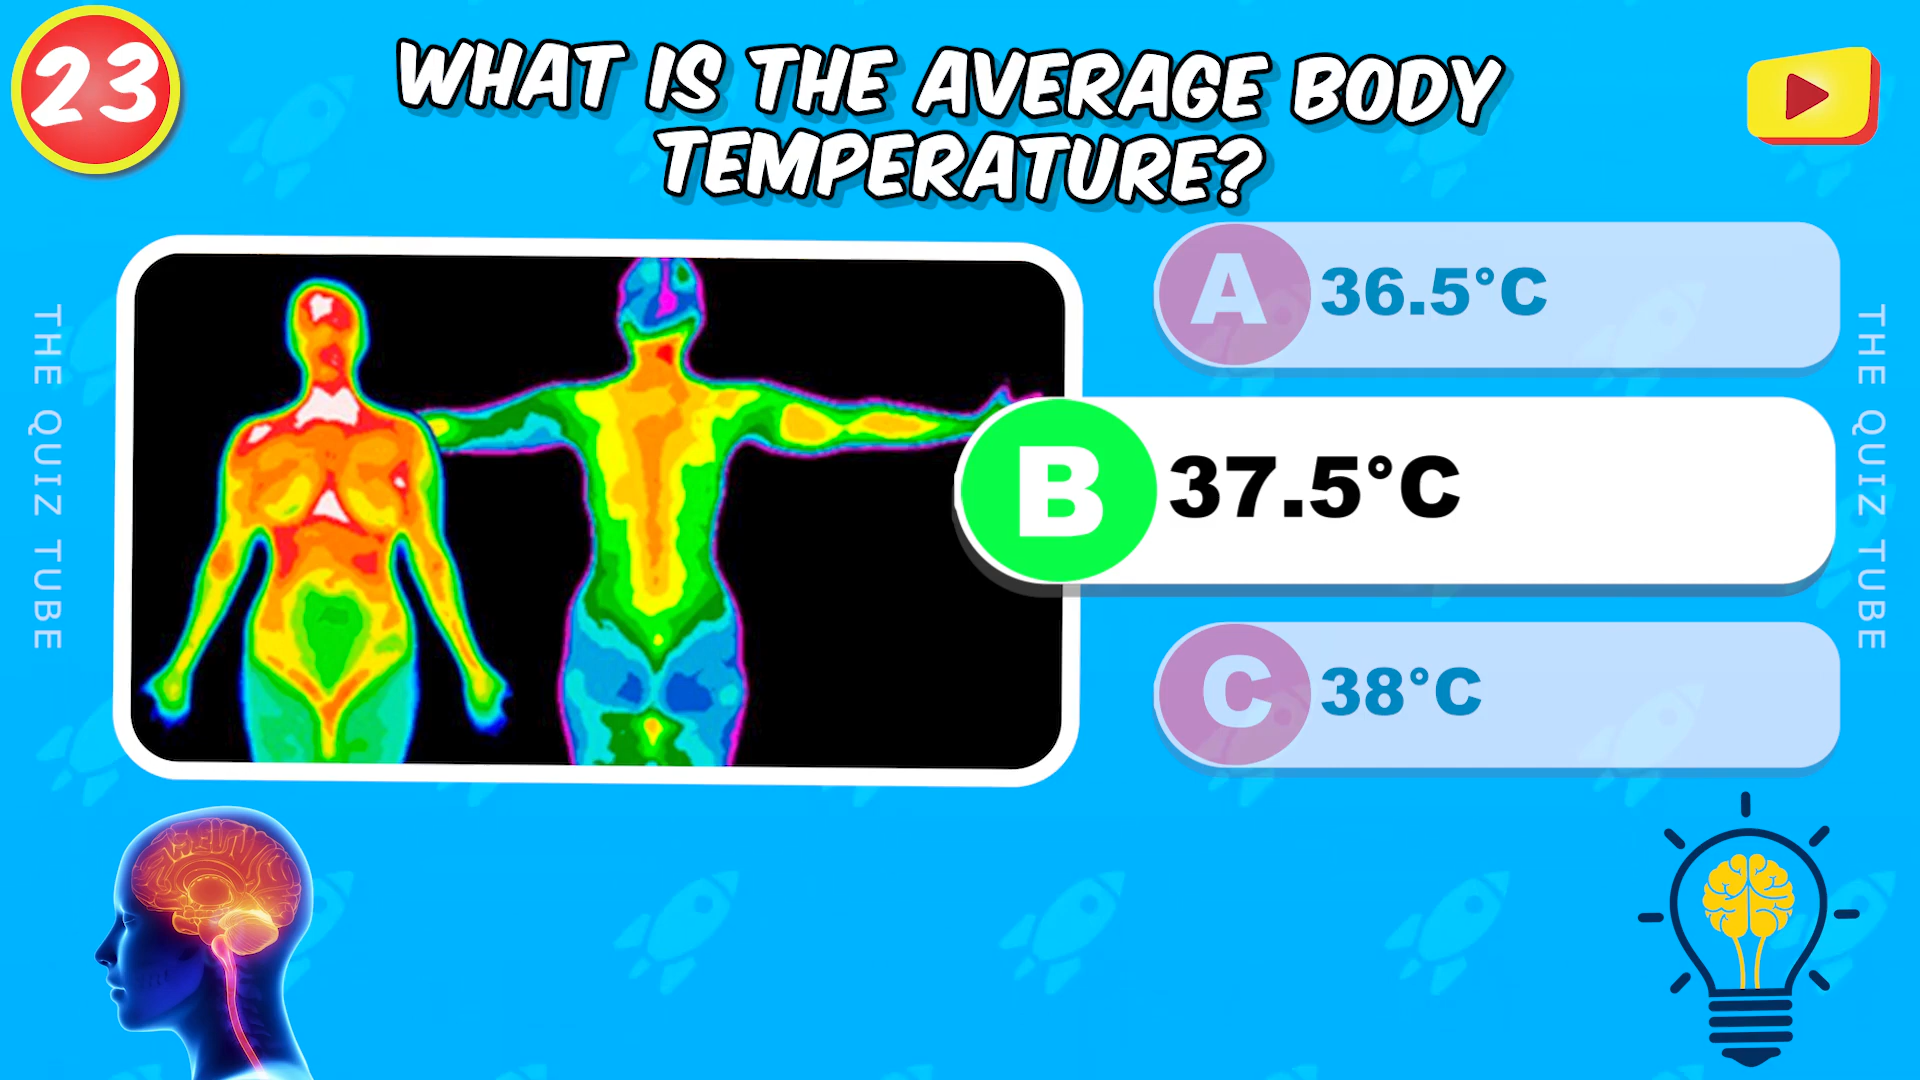 23
WHAT IS THE AVERAGE BODY
TEMPERATURE?
A 36.5°C
B 37.5°C
C 38°C
THE QUIZ TUBE
THE QUIZ TUBE